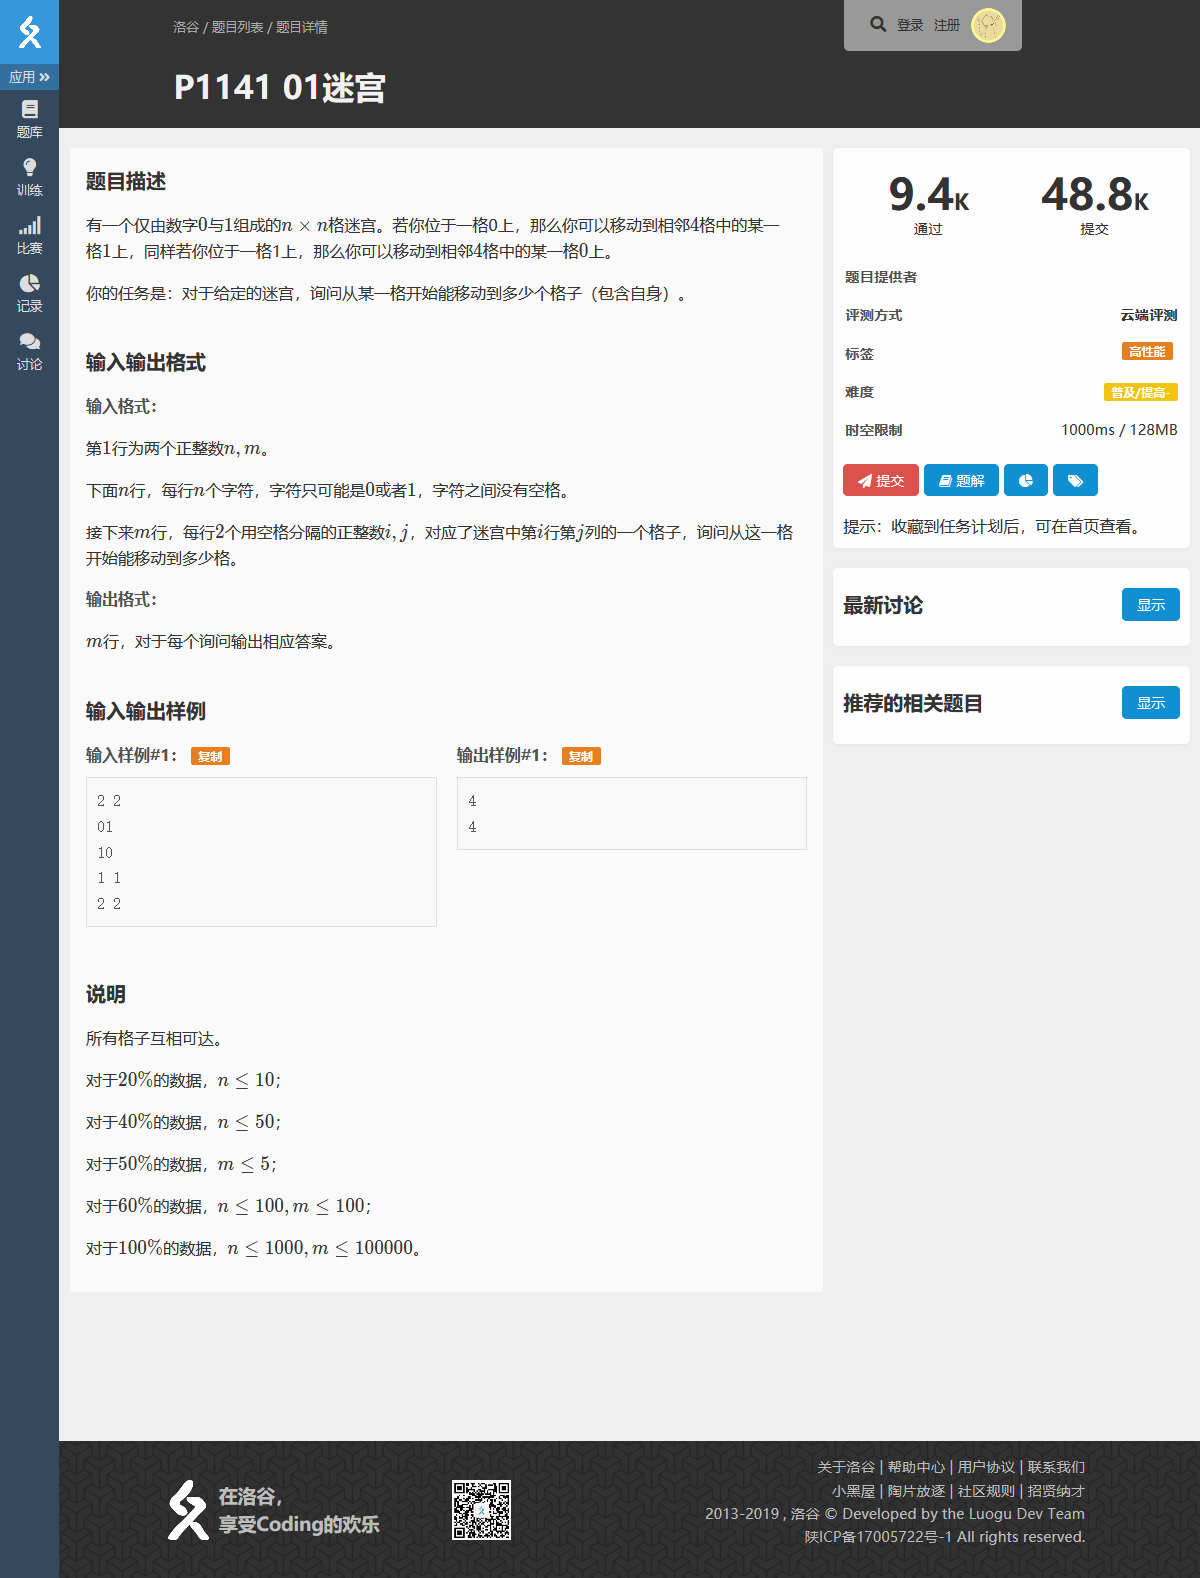 洛谷 / 题目列表 / 题目详情
登录 注册
P1141 01迷宫
应用
题库
训练
比赛
记录
讨论
题目描述
有一个仅由数字0与1组成的n × n格迷宫。若你位于一格0上，那么你可以移动到相邻4格中的某一
格1上，同样若你位于一格1上，那么你可以移动到相邻4格中的某一格0上。
你的任务是：对于给定的迷宫，询问从某一格开始能移动到多少个格子（包含自身）。
输入输出格式
输入格式：
第1行为两个正整数n, m。
下面n行，每行n个字符，字符只可能是0或者1，字符之间没有空格。
接下来m行，每行2个用空格分隔的正整数i, j，对应了迷宫中第i行第j列的一个格子，询问从这一格
开始能移动到多少格。
输出格式：
m行，对于每个询问输出相应答案。
输入输出样例
输入样例#1： 复制
2 2
01
10
1 1
2 2
输出样例#1： 复制
4
4
说明
所有格子互相可达。
对于20%的数据，n ≤ 10；
对于40%的数据，n ≤ 50；
对于50%的数据，m ≤ 5；
对于60%的数据，n ≤ 100, m ≤ 100；
对于100%的数据，n ≤ 1000, m ≤ 100000。
9.4K 48.8K
通过 提交
题目提供者
评测方式 云端评测
标签 高性能
难度 普及/提高-
时空限制 1000ms / 128MB
提交 题解
提示：收藏到任务计划后，可在首页查看。
最新讨论 显示
推荐的相关题目 显示
在洛谷，
享受Coding的欢乐
关于洛谷 | 帮助中心 | 用户协议 | 联系我们
小黑屋 | 陶片放逐 | 社区规则 | 招贤纳才
2013-2019 , 洛谷 © Developed by the Luogu Dev Team
陕ICP备17005722号-1 All rights reserved.